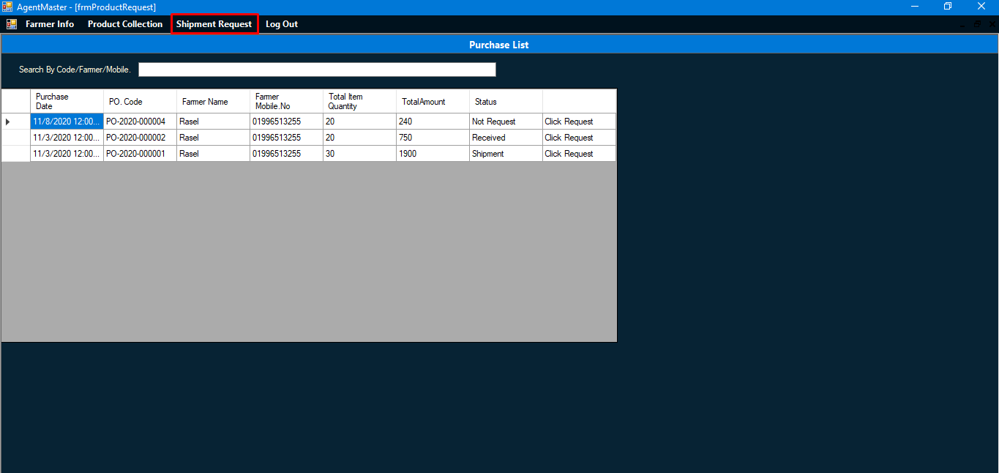 AgentMaster - [frmProductRequest]
Farmer Info Product Collection Shipment Request Log Out
Purchase List
Search By Code/Farmer/Mobile.
Purchase Date PO. Code Farmer Name Farmer Mobile.No Total Item Quantity TotalAmount Status
11/8/2020 12:00... PO-2020-000004 Rasel 01996513255 20 240 Not Request Click Request
11/3/2020 12:00... PO-2020-000002 Rasel 01996513255 20 750 Received Click Request
11/3/2020 12:00... PO-2020-000001 Rasel 01996513255 30 1900 Shipment Click Request